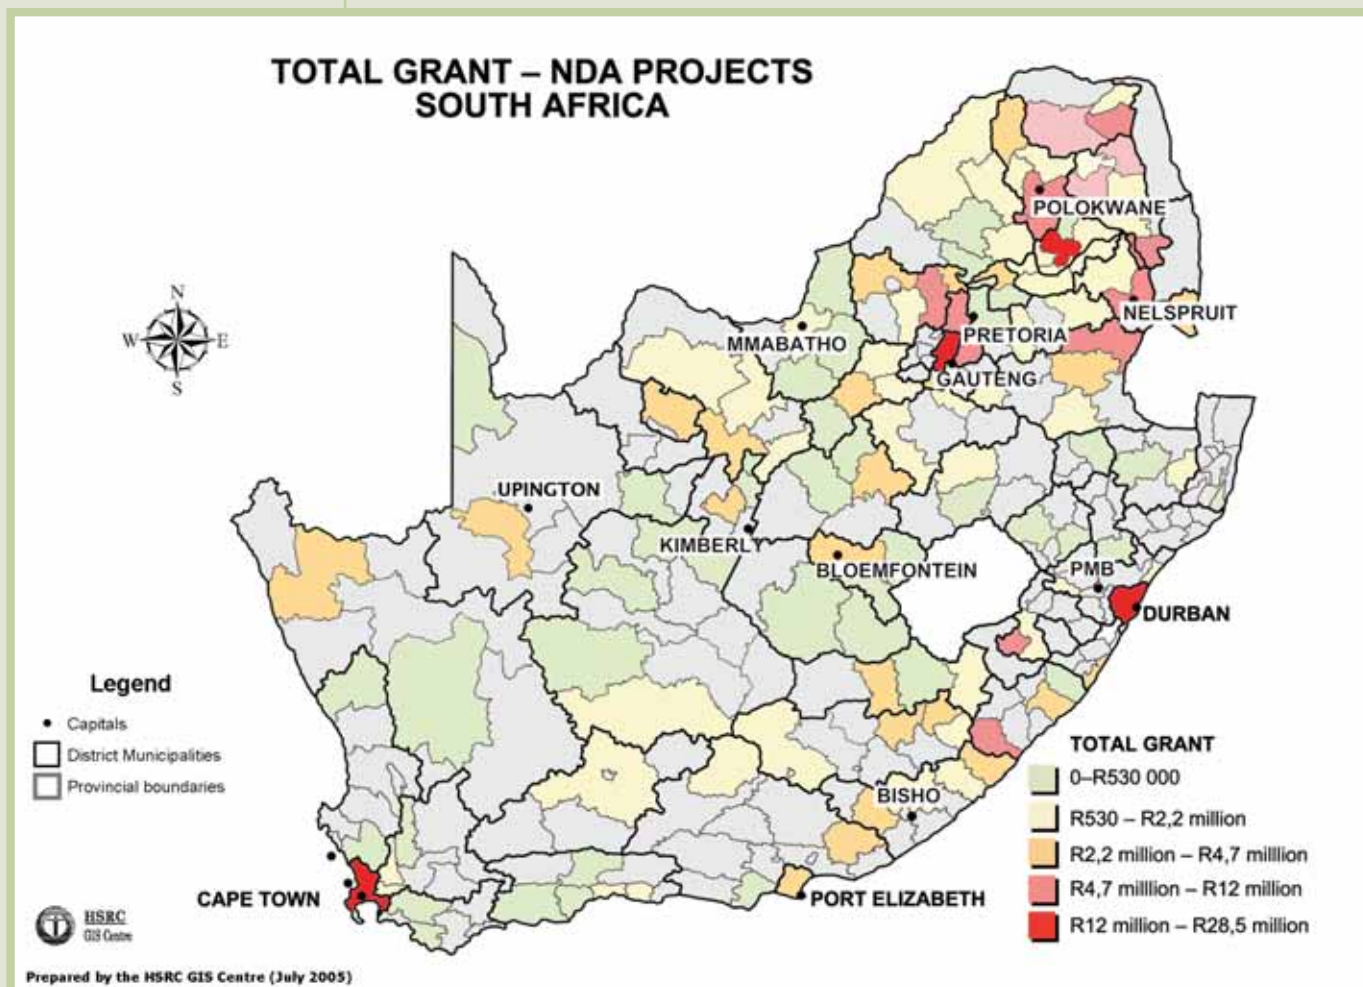 TOTAL GRANT – NDA PROJECTS
SOUTH AFRICA
N
W
E
S
POLOKWANE
NELSPRUIT
PRETORIA
MMABATHO
GAUTENG
UPINGTON
KIMBERLY
BLOEMFONTEIN
PMB
DURBAN
BISHO
CAPE TOWN
PORT ELIZABETH
Legend
Capitals
District Municipalities
Provincial boundaries
TOTAL GRANT
0–R530 000
R530 – R2,2 million
R2,2 million – R4,7 milllion
R4,7 milllion – R12 million
R12 million – R28,5 million
HSRC
GIS Centre
Prepared by the HSRC GIS Centre (July 2005)